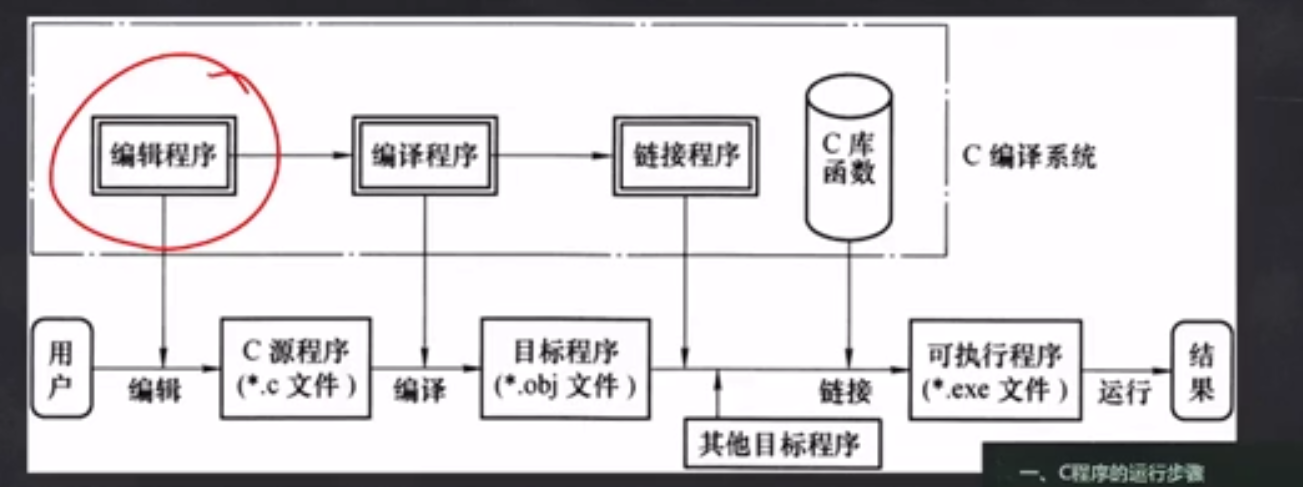 编辑程序
编译程序
链接程序
C 库
函数
C 编译系统
用
户
编辑
C 源程序
(*.c 文件)
编译
目标程序
(*.obj 文件)
链接
可执行程序
(*.exe 文件)
运行
结
果
其他目标程序
一、C程序的运行步骤